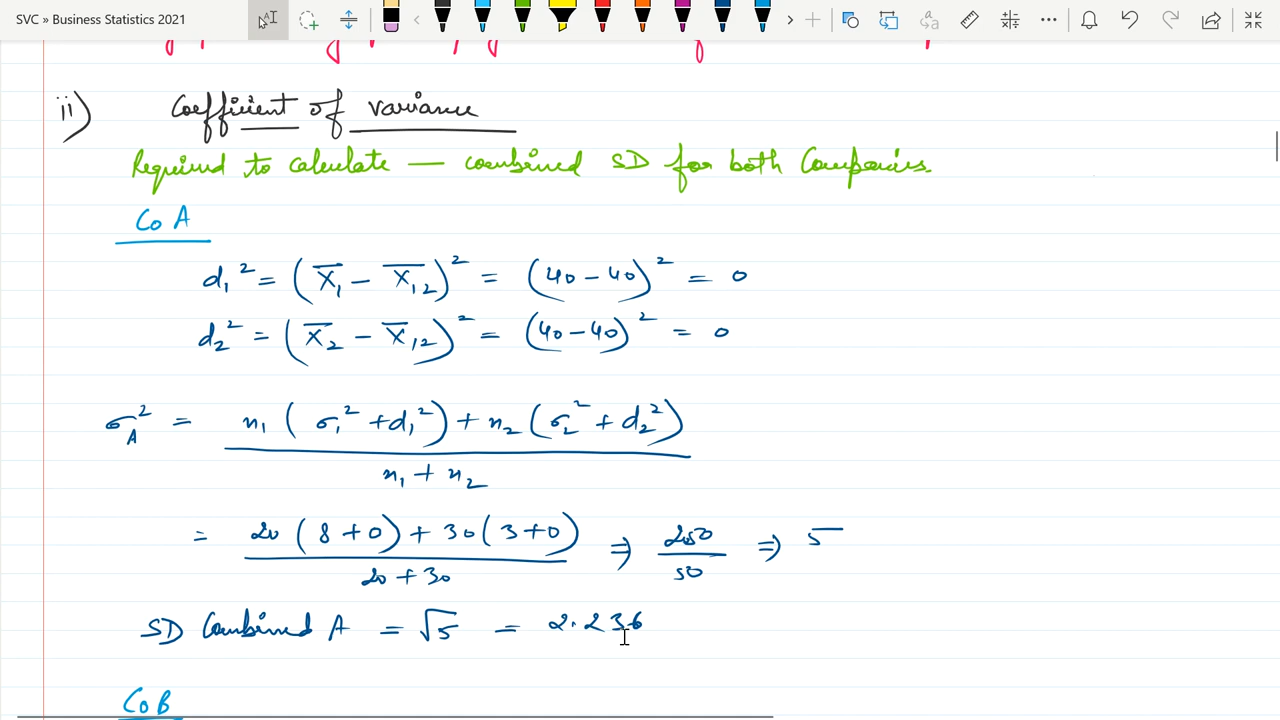 SVC » Business Statistics 2021
ii) Coefficient of variance
Required to calculate — combined SD for both Companies.
Co A
d₁² = (X̅₁ − X̅₁₂)² = (40 − 40)² = 0
d₂² = (X̅₂ − X̅₁₂)² = (40 − 40)² = 0
σ_A² = n₁ (σ₁² + d₁²) + n₂ (σ₂² + d₂²)
n₁ + n₂
= 20 (8 + 0) + 30 (3 + 0) ⇒ 250 ⇒ 5
20 + 30 50
SD Combined A = √5 = 2.236
Co B